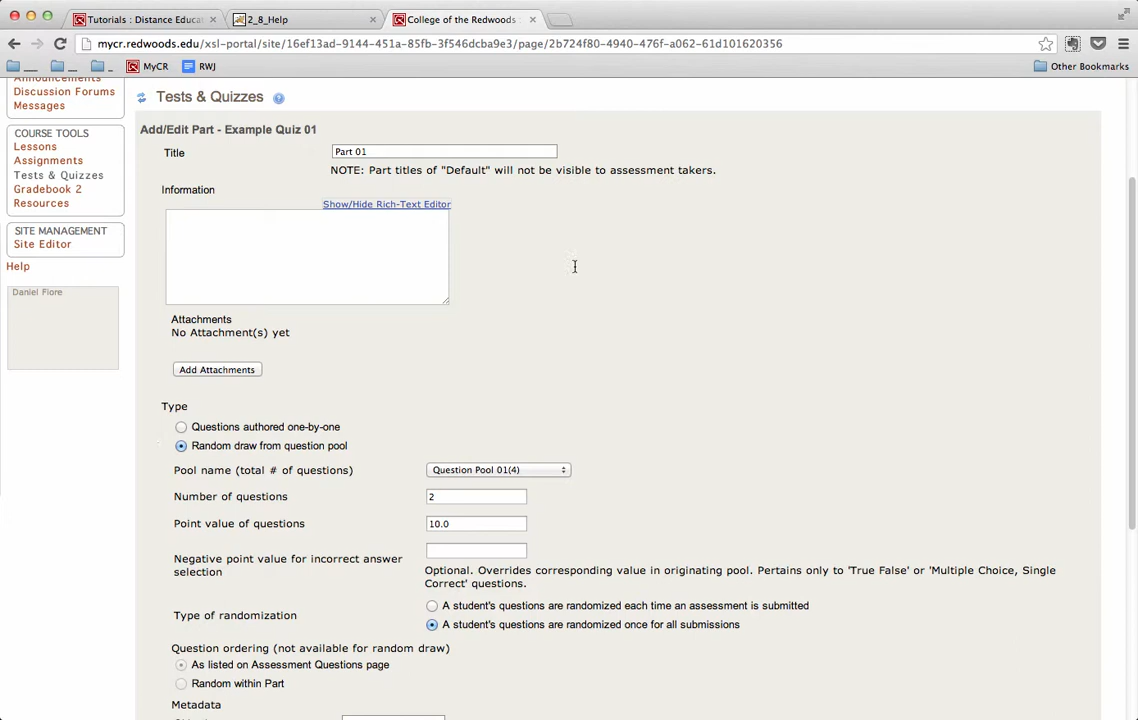 Tutorials : Distance Educat
2_8_Help
College of the Redwoods
mycr.redwoods.edu/xsl-portal/site/16ef13ad-9144-451a-85fb-3f546dcba9e3/page/2b724f80-4940-476f-a062-61d101620356
MyCR
RWJ
Other Bookmarks
Announcements
Discussion Forums
Messages
COURSE TOOLS
Lessons
Assignments
Tests & Quizzes
Gradebook 2
Resources
SITE MANAGEMENT
Site Editor
Help
Daniel Fiore
Tests & Quizzes
Add/Edit Part - Example Quiz 01
Title
Part 01
NOTE: Part titles of "Default" will not be visible to assessment takers.
Information
Show/Hide Rich-Text Editor
Attachments
No Attachment(s) yet
Add Attachments
Type
Questions authored one-by-one
Random draw from question pool
Pool name (total # of questions)
Question Pool 01(4)
Number of questions
2
Point value of questions
10.0
Negative point value for incorrect answer
selection
Optional. Overrides corresponding value in originating pool. Pertains only to 'True False' or 'Multiple Choice, Single
Correct' questions.
Type of randomization
A student's questions are randomized each time an assessment is submitted
A student's questions are randomized once for all submissions
Question ordering (not available for random draw)
As listed on Assessment Questions page
Random within Part
Metadata